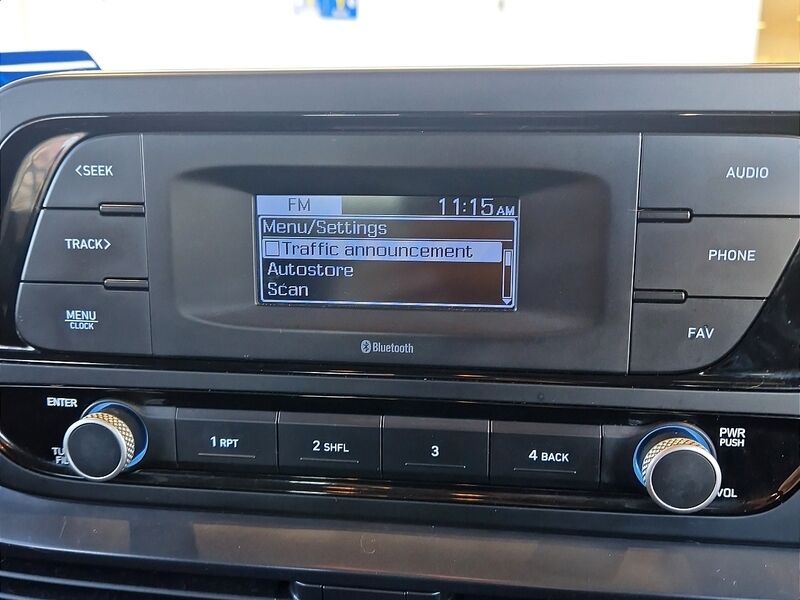 <SEEK
TRACK>
MENU
CLOCK
FM 11:15 AM
Menu/Settings
Traffic announcement
Autostore
Scan
Bluetooth
AUDIO
PHONE
FAV
ENTER
1 RPT
2 SHFL
3
4 BACK
PWR
PUSH
VOL